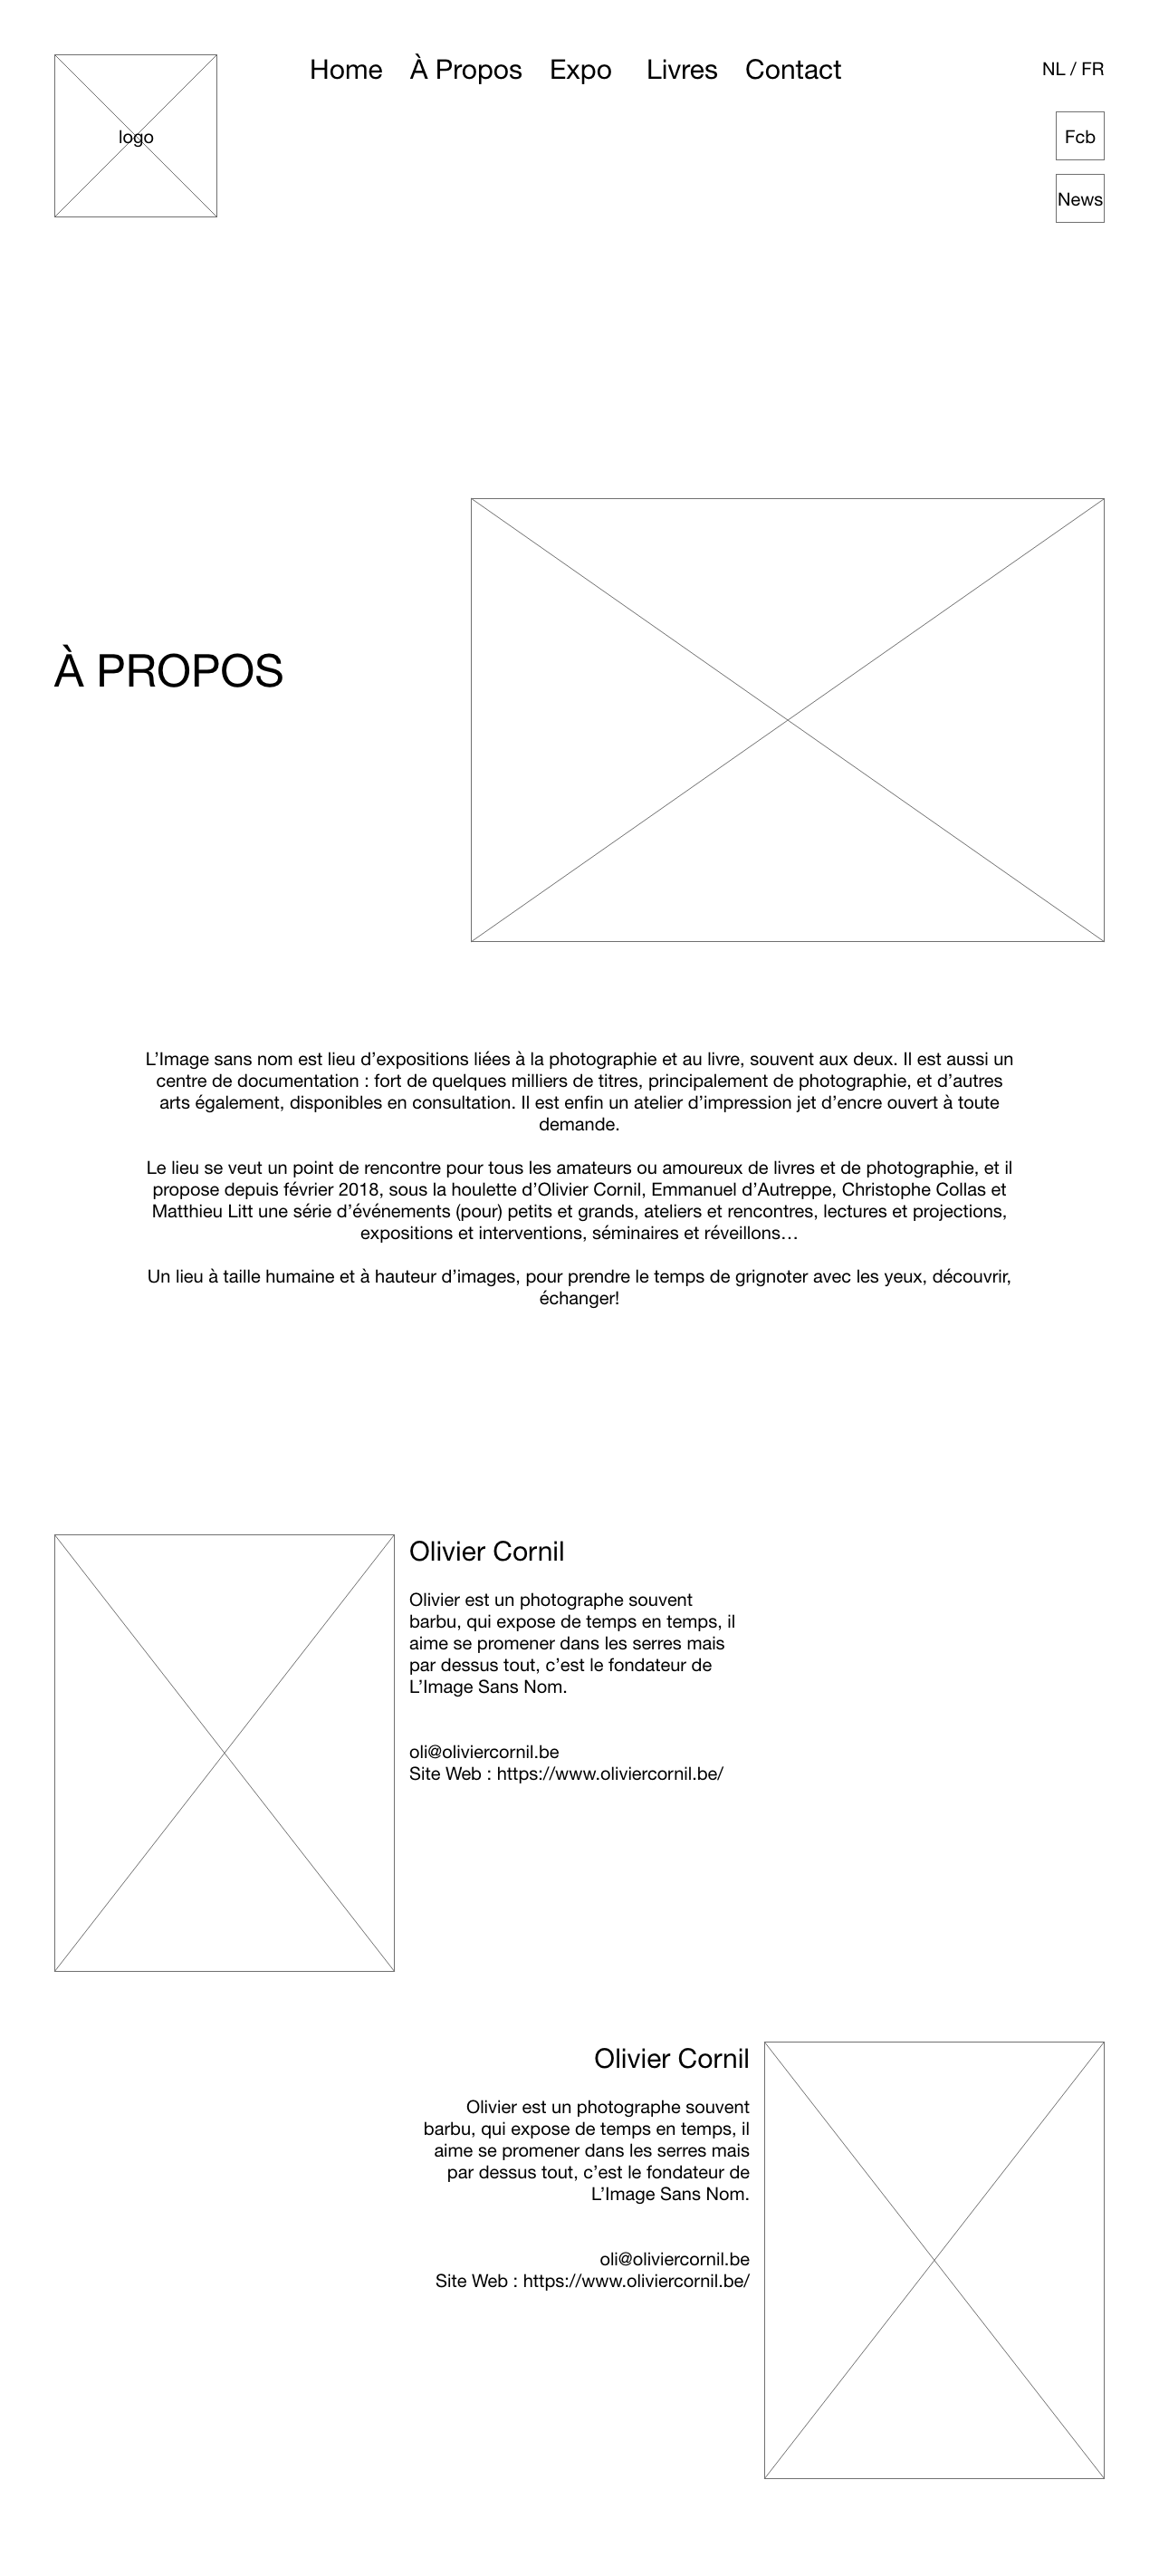 Home À Propos Expo Livres Contact
NL / FR
logo
Fcb
News
À PROPOS
L’Image sans nom est lieu d’expositions liées à la photographie et au livre, souvent aux deux. Il est aussi un
centre de documentation : fort de quelques milliers de titres, principalement de photographie, et d’autres
arts également, disponibles en consultation. Il est enfin un atelier d’impression jet d’encre ouvert à toute
demande.
Le lieu se veut un point de rencontre pour tous les amateurs ou amoureux de livres et de photographie, et il
propose depuis février 2018, sous la houlette d’Olivier Cornil, Emmanuel d’Autreppe, Christophe Collas et
Matthieu Litt une série d’événements (pour) petits et grands, ateliers et rencontres, lectures et projections,
expositions et interventions, séminaires et réveillons…
Un lieu à taille humaine et à hauteur d’images, pour prendre le temps de grignoter avec les yeux, découvrir,
échanger!
Olivier Cornil
Olivier est un photographe souvent
barbu, qui expose de temps en temps, il
aime se promener dans les serres mais
par dessus tout, c’est le fondateur de
L’Image Sans Nom.
oli@oliviercornil.be
Site Web : https://www.oliviercornil.be/
Olivier Cornil
Olivier est un photographe souvent
barbu, qui expose de temps en temps, il
aime se promener dans les serres mais
par dessus tout, c’est le fondateur de
L’Image Sans Nom.
oli@oliviercornil.be
Site Web : https://www.oliviercornil.be/